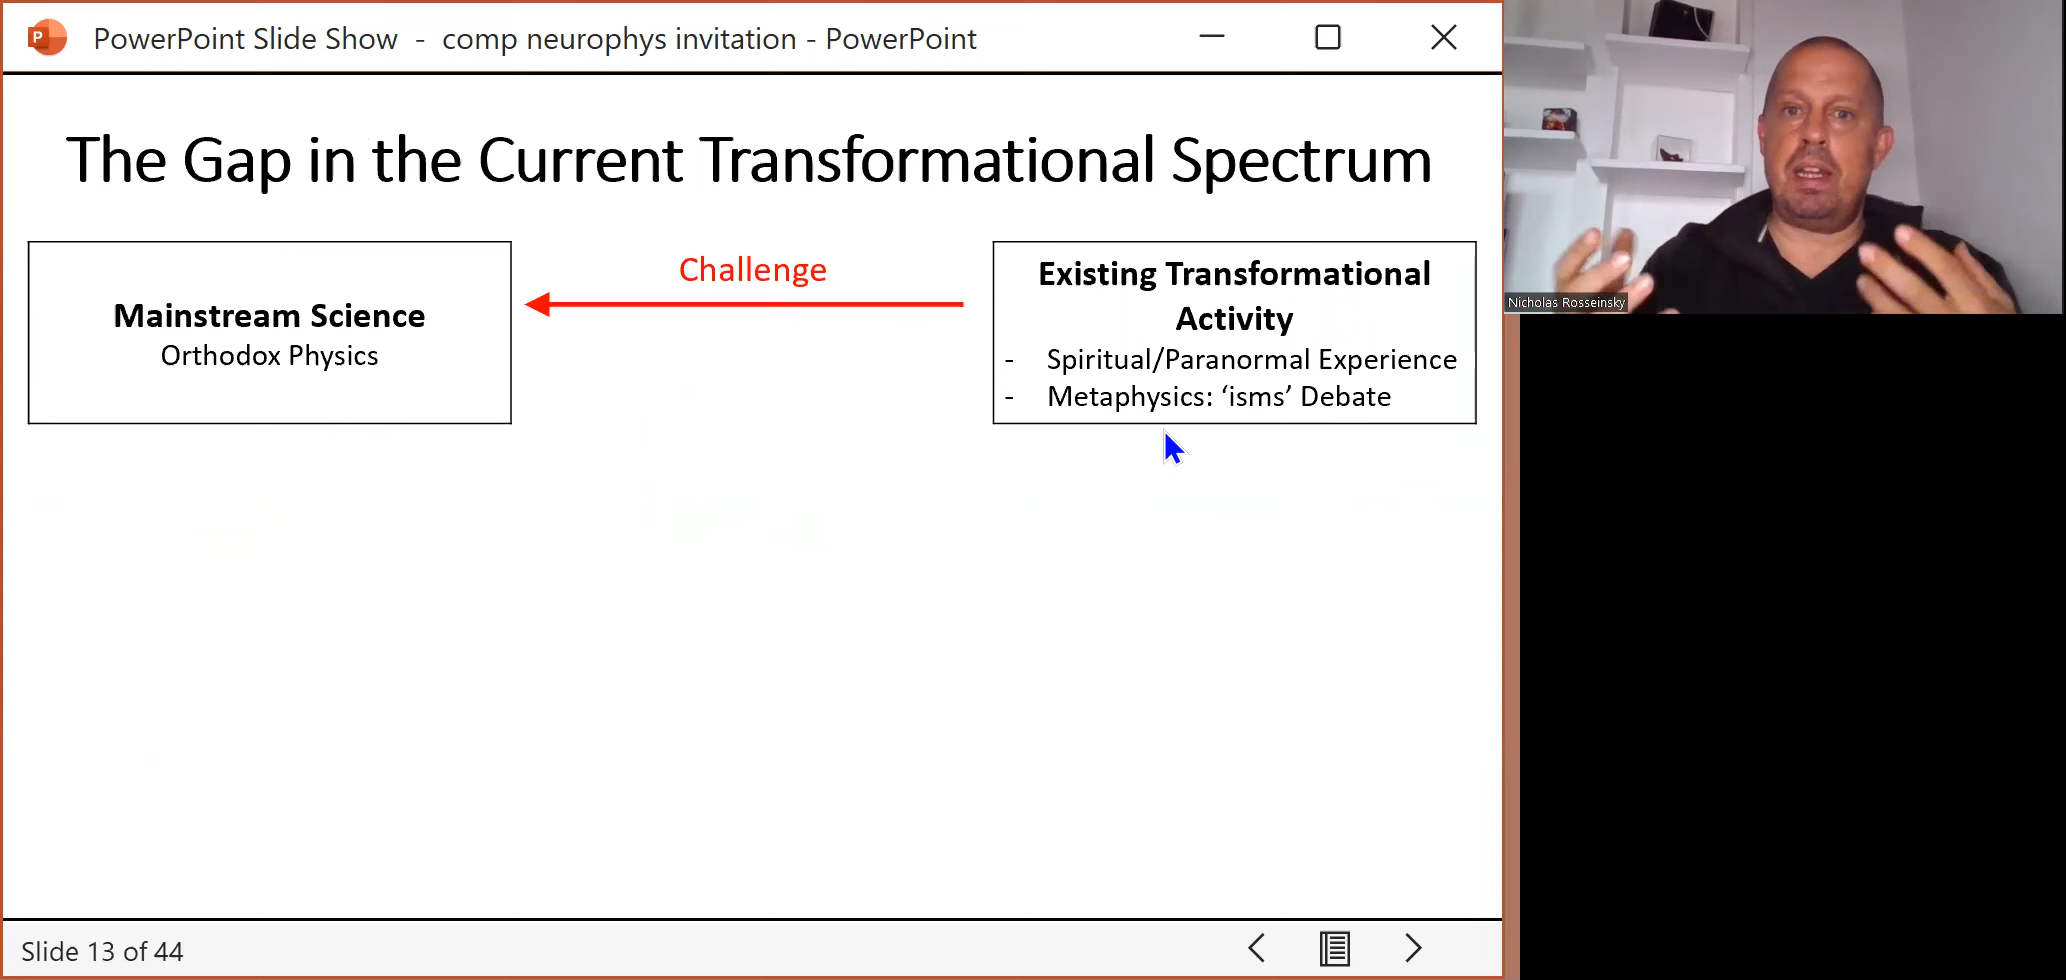 PowerPoint Slide Show - comp neurophys invitation - PowerPoint
The Gap in the Current Transformational Spectrum
Mainstream Science
Orthodox Physics
Challenge
Existing Transformational
Activity
- Spiritual/Paranormal Experience
- Metaphysics: ‘isms’ Debate
Nicholas Rosseinsky
Slide 13 of 44